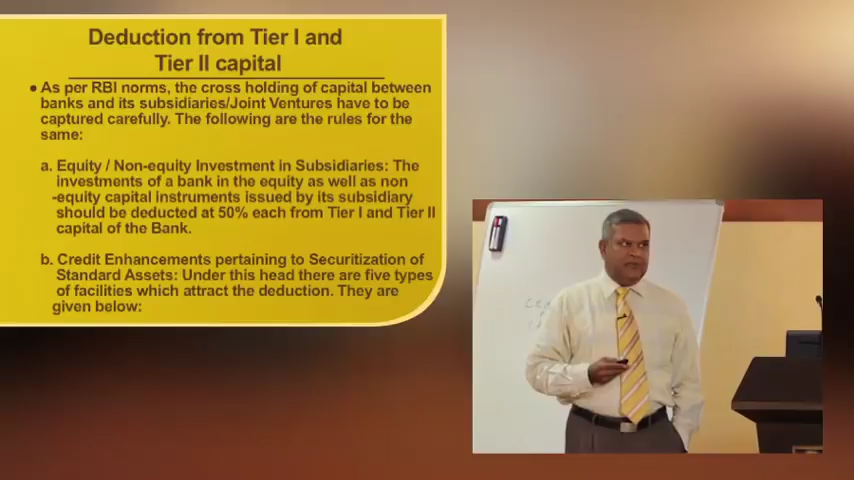 Deduction from Tier I and
Tier II capital
• As per RBI norms, the cross holding of capital between
banks and its subsidiaries/Joint Ventures have to be
captured carefully. The following are the rules for the
same:
a. Equity / Non-equity Investment in Subsidiaries: The
investments of a bank in the equity as well as non
-equity capital instruments issued by its subsidiary
should be deducted at 50% each from Tier I and Tier II
capital of the Bank.
b. Credit Enhancements pertaining to Securitization of
Standard Assets: Under this head there are five types
of facilities which attract the deduction. They are
given below: